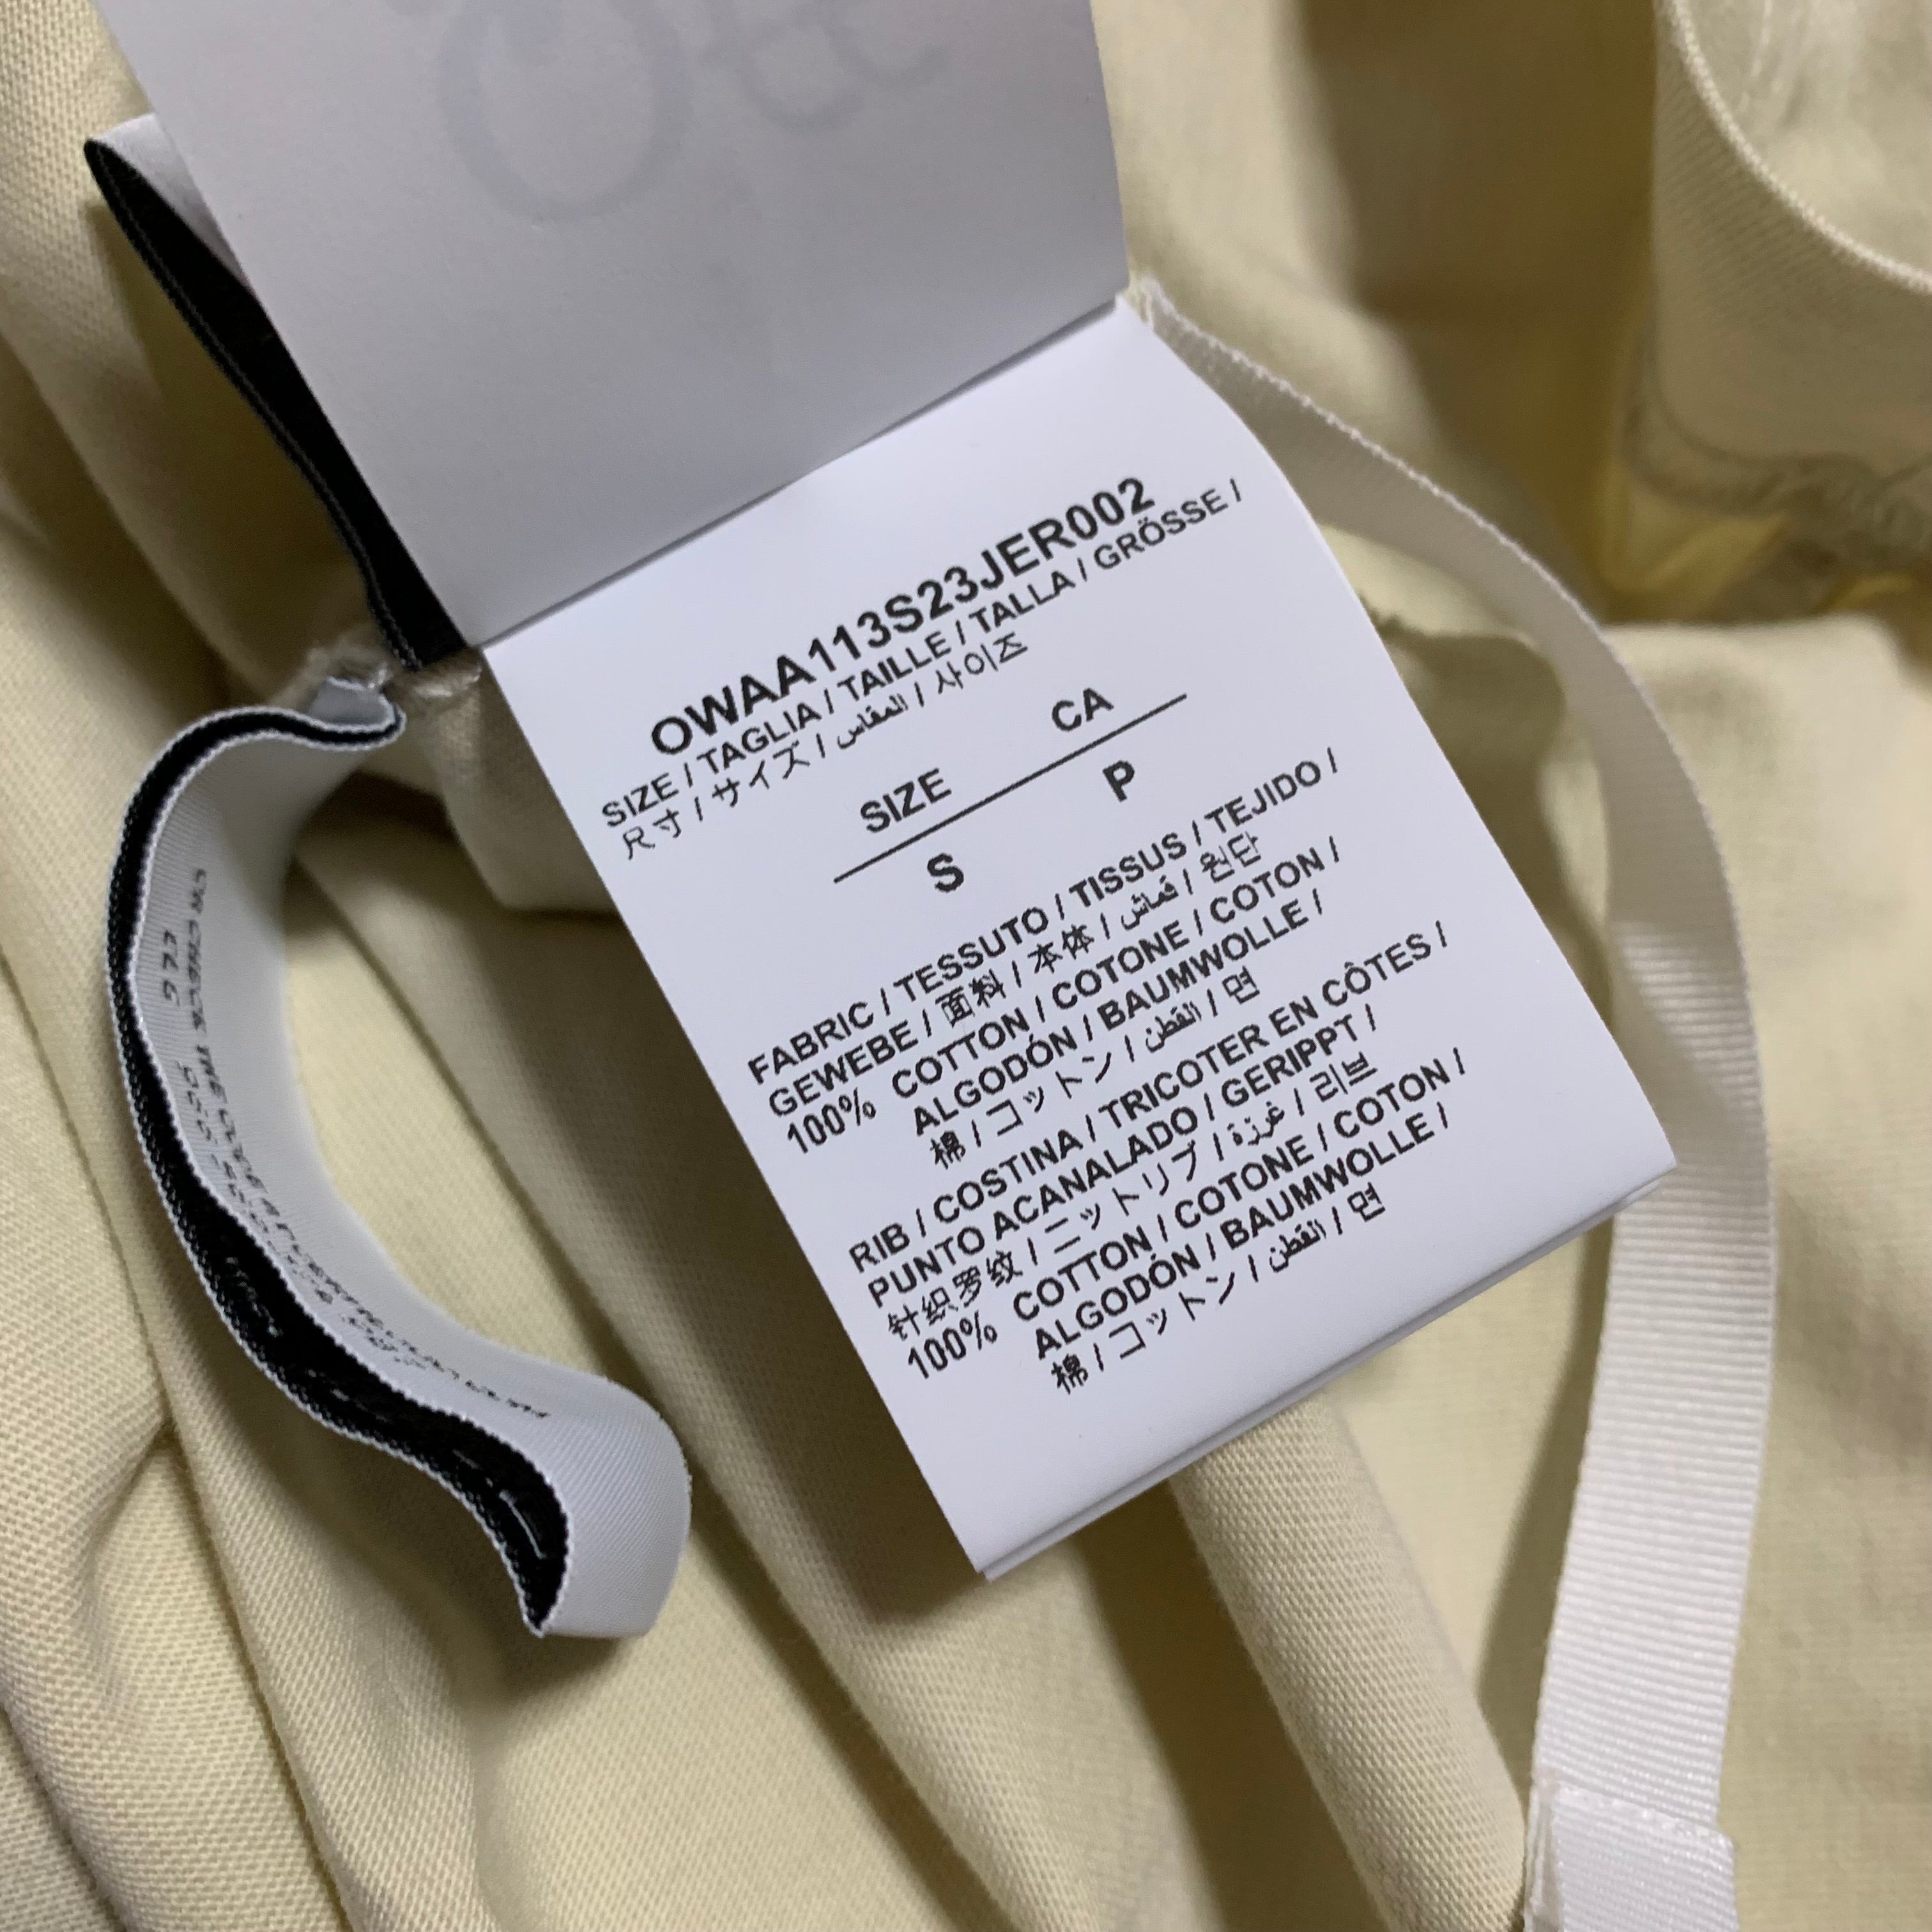 Off
OWAA113S23JER002
SIZE / TAGLIA / TAILLE / TALLA / GRÖSSE /
尺寸 / サイズ / المقاس / 사이즈
SIZE CA
S P
FABRIC / TESSUTO / TISSUS / TEJIDO /
GEWEBE / 面料 / 本体 / قماش / 원단
100% COTTON / COTONE / COTON /
ALGODÓN / BAUMWOLLE /
棉 / コットン / القطن / 면
RIB / COSTINA / TRICOTER EN CÔTES /
PUNTO ACANALADO / GERIPPT /
针织罗纹 / ニットリブ / غرزة / 리브
100% COTTON / COTONE / COTON /
ALGODÓN / BAUMWOLLE /
棉 / コットン / القطن / 면